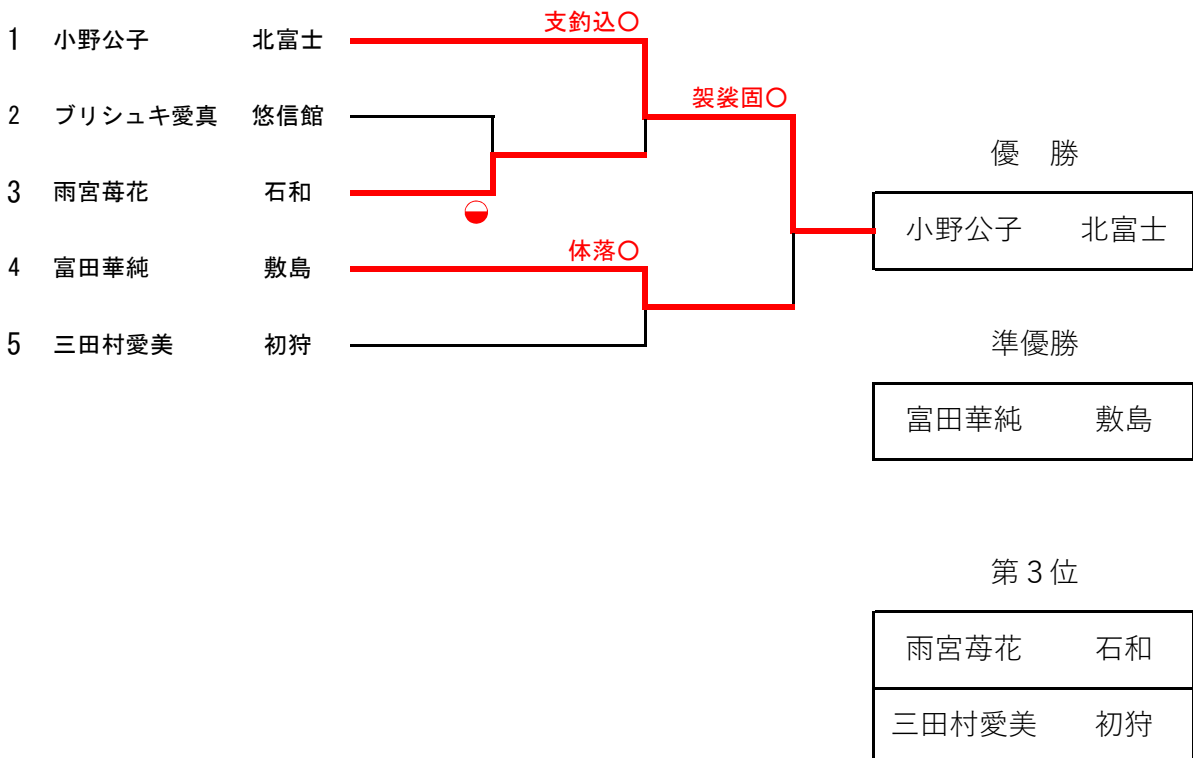 支釣込〇
1 小野公子 北富士
袈裟固〇
2 ブリシュキ愛真 悠信館
優 勝
3 雨宮苺花 石和
小野公子 北富士
体落〇
4 富田華純 敷島
準優勝
5 三田村愛美 初狩
富田華純 敷島
第3位
雨宮苺花 石和
三田村愛美 初狩